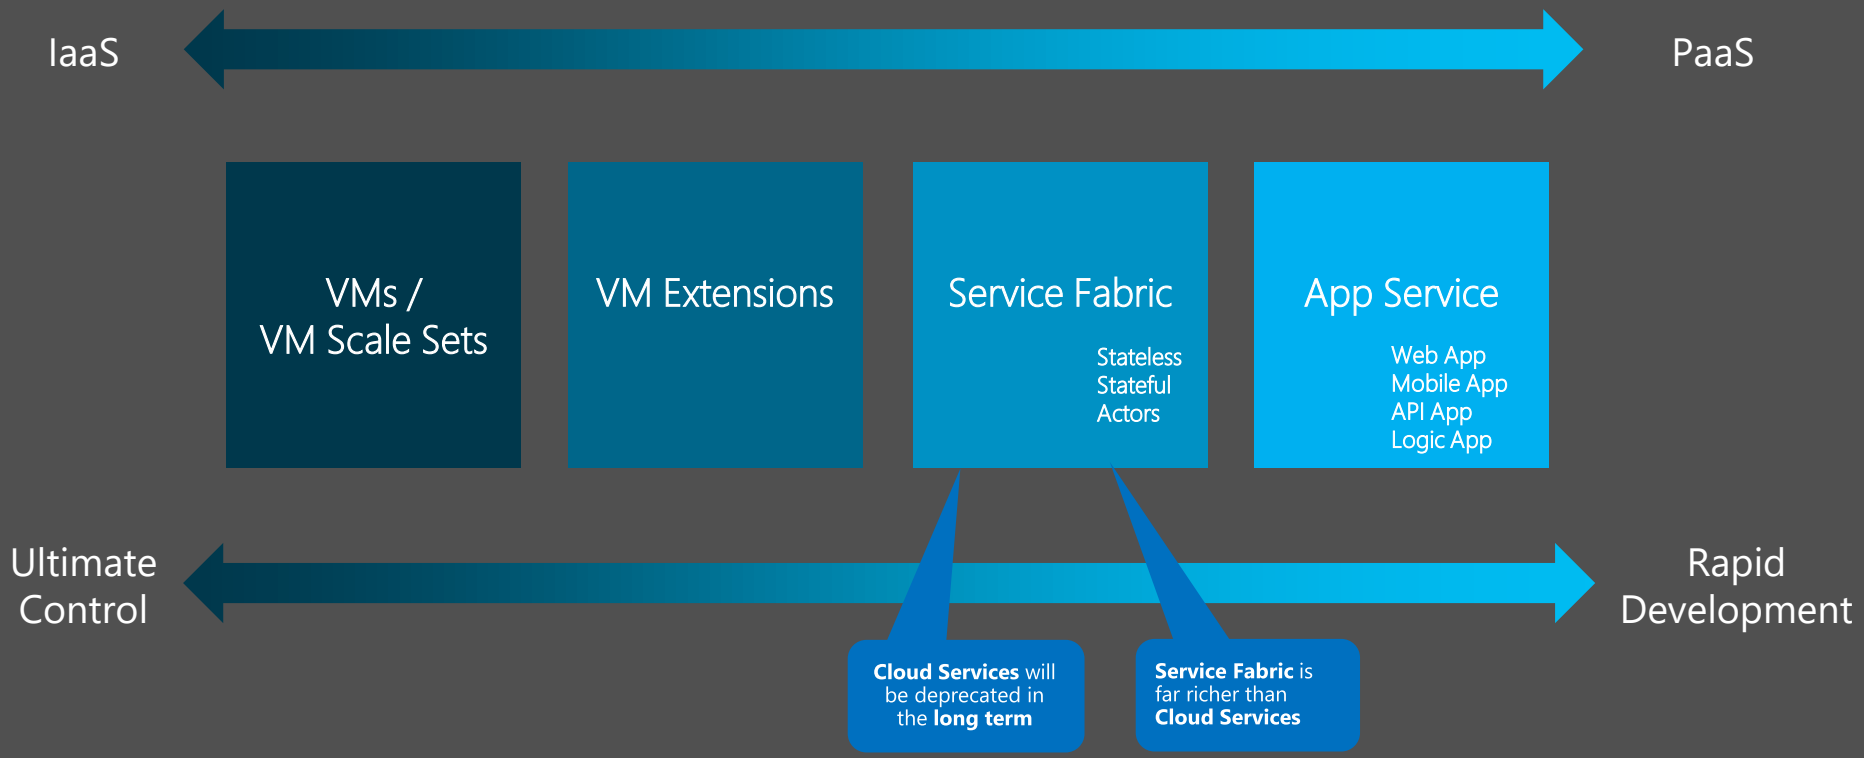 IaaS
PaaS
VMs /
VM Scale Sets
VM Extensions
Service Fabric
Stateless
Stateful
Actors
App Service
Web App
Mobile App
API App
Logic App
Ultimate
Control
Rapid
Development
Cloud Services will
be deprecated in
the long term
Service Fabric is
far richer than
Cloud Services